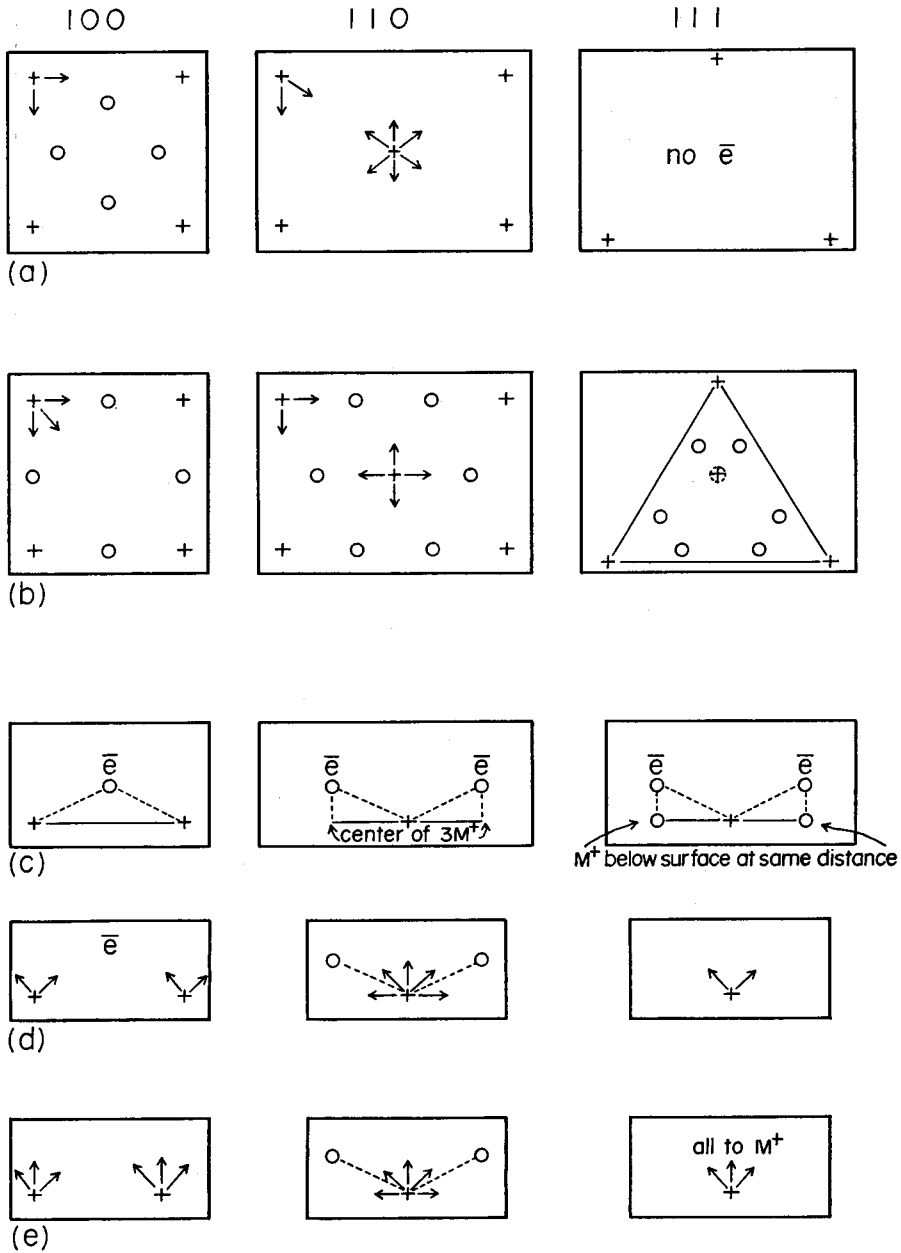 100 110 111
no e̅
(a)
(b)
e̅ e̅ e̅ e̅ e̅
center of 3M⁺
M⁺ below surface at same distance
(c)
e̅
(d)
all to M⁺
(e)